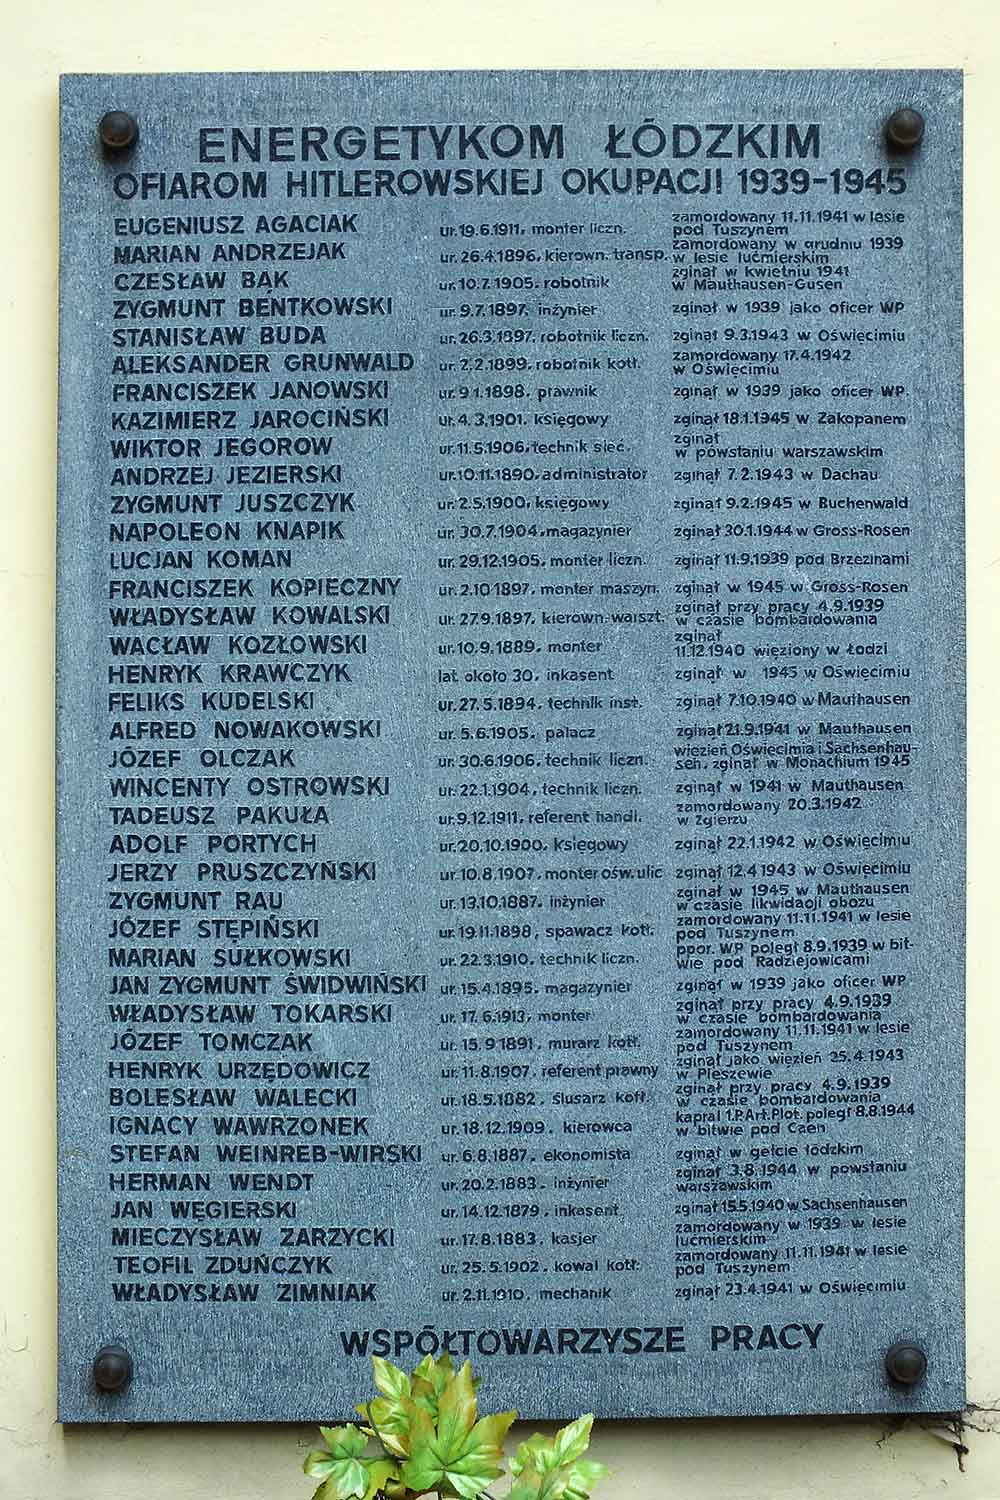 ENERGETYKOM ŁÓDZKIM
OFIAROM HITLEROWSKIEJ OKUPACJI 1939-1945
EUGENIUSZ AGACIAK ur. 19.6.1911, monter liczn. zamordowany 11.11.1941 w lesie
pod Tuszynem
MARIAN ANDRZEJAK ur. 26.4.1896, kierown. transp. zamordowany w grudniu 1939
w lesie lućmierskim
CZESŁAW BĄK ur. 10.7.1905. robotnik zginął w kwietniu 1941
w Mauthausen-Gusen
ZYGMUNT BENTKOWSKI ur. 9.7.1897, inżynier zginął w 1939 jako oficer WP
STANISŁAW BUDA ur. 26.3.1897, robotnik liczn. zginął 9.3.1943 w Oświęcimiu
ALEKSANDER GRUNWALD ur. 2.2.1899, robotnik kotł. zamordowany 17.4.1942
w Oświęcimiu
FRANCISZEK JANOWSKI ur. 9.1.1898, prawnik zginął w 1939 jako oficer WP
KAZIMIERZ JAROCIŃSKI ur. 4.3.1901, księgowy zginął 18.1.1945 w Zakopanem
WIKTOR JEGOROW ur. 11.5.1906, technik siec. zginął
w powstaniu warszawskim
ANDRZEJ JEZIERSKI ur. 10.11.1890, administrator zginął 7.2.1943 w Dachau
ZYGMUNT JUSZCZYK ur. 2.5.1900, księgowy zginął 9.2.1945 w Buchenwald
NAPOLEON KNAPIK ur. 30.7.1904, magazynier zginął 30.1.1944 w Gross-Rosen
LUCJAN KOMAN ur. 29.12.1905, monter liczn. zginął 11.9.1939 pod Brzezinami
FRANCISZEK KOPIECZNY ur. 2.10.1897, monter maszyn. zginął w 1945 w Gross-Rosen
WŁADYSŁAW KOWALSKI ur. 27.9.1897, kierown. warszt. zginął przy pracy 4.9.1939
w czasie bombardowania
WACŁAW KOZŁOWSKI ur. 10.9.1889, monter zginął
11.12.1940 więziony w Łodzi
HENRYK KRAWCZYK lat około 30, inkasent zginął w 1945 w Oświęcimiu
FELIKS KUDELSKI ur. 27.5.1894, technik inst. zginął 7.10.1940 w Mauthausen
ALFRED NOWAKOWSKI ur. 5.6.1905, palacz zginął 21.9.1941 w Mauthausen
JÓZEF OLCZAK ur. 30.6.1906, technik liczn. więzień Oświęcimia i Sachsenhau-
sen, zginął w Monachium 1945
WINCENTY OSTROWSKI ur. 22.1.1904, technik liczn. zginął w 1941 w Mauthausen
TADEUSZ PAKUŁA ur. 9.12.1911, referent handl. zamordowany 20.3.1942
w Zgierzu
ADOLF PORTYCH ur. 20.10.1900, księgowy zginął 22.1.1942 w Oświęcimiu
JERZY PRUSZCZYŃSKI ur. 10.8.1907, monter ośw. ulic zginął 12.4.1943 w Oświęcimiu
ZYGMUNT RAU ur. 13.10.1887, inżynier zginął w 1945 w Mauthausen
w czasie likwidacji obozu
JÓZEF STĘPIŃSKI ur. 19.11.1898, spawacz kotł. zamordowany 11.11.1941 w lesie
pod Tuszynem
MARIAN SUŁKOWSKI ur. 22.3.1910, technik liczn. ppor. WP poległ 8.9.1939 w bit-
wie pod Radziejowicami
JAN ZYGMUNT ŚWIDWIŃSKI ur. 15.4.1895, magazynier zginął w 1939 jako oficer WP
WŁADYSŁAW TOKARSKI ur. 17.6.1913, monter zginął przy pracy 4.9.1939
w czasie bombardowania
JÓZEF TOMCZAK ur. 15.9.1891, murarz kotł. zamordowany 11.11.1941 w lesie
pod Tuszynem
HENRYK URZĘDOWICZ ur. 11.8.1907, referent prawny zginął jako więzień 25.4.1943
w Pleszewie
BOLESŁAW WALECKI ur. 18.5.1882, ślusarz kotł. zginął przy pracy 4.9.1939
w czasie bombardowania
IGNACY WAWRZONEK ur. 18.12.1909, kierowca kapral 1.P.Art.Plot. poległ 8.8.1944
w bitwie pod Caen
STEFAN WEINREB-WIRSKI ur. 6.8.1887, ekonomista zginął w getcie łódzkim
HERMAN WENDT ur. 20.2.1883, inżynier zginął 3.8.1944 w powstaniu
warszawskim
JAN WĘGIERSKI ur. 14.12.1879, inkasent zginął 15.5.1940 w Sachsenhausen
MIECZYSŁAW ZARZYCKI ur. 17.8.1883, kasjer zamordowany w 1939 w lesie
lućmierskim
TEOFIL ZDUŃCZYK ur. 25.5.1902, kowal kotł. zamordowany 11.11.1941 w lesie
pod Tuszynem
WŁADYSŁAW ZIMNIAK ur. 2.11.1910, mechanik zginął 23.4.1941 w Oświęcimiu
WSPÓŁTOWARZYSZE PRACY